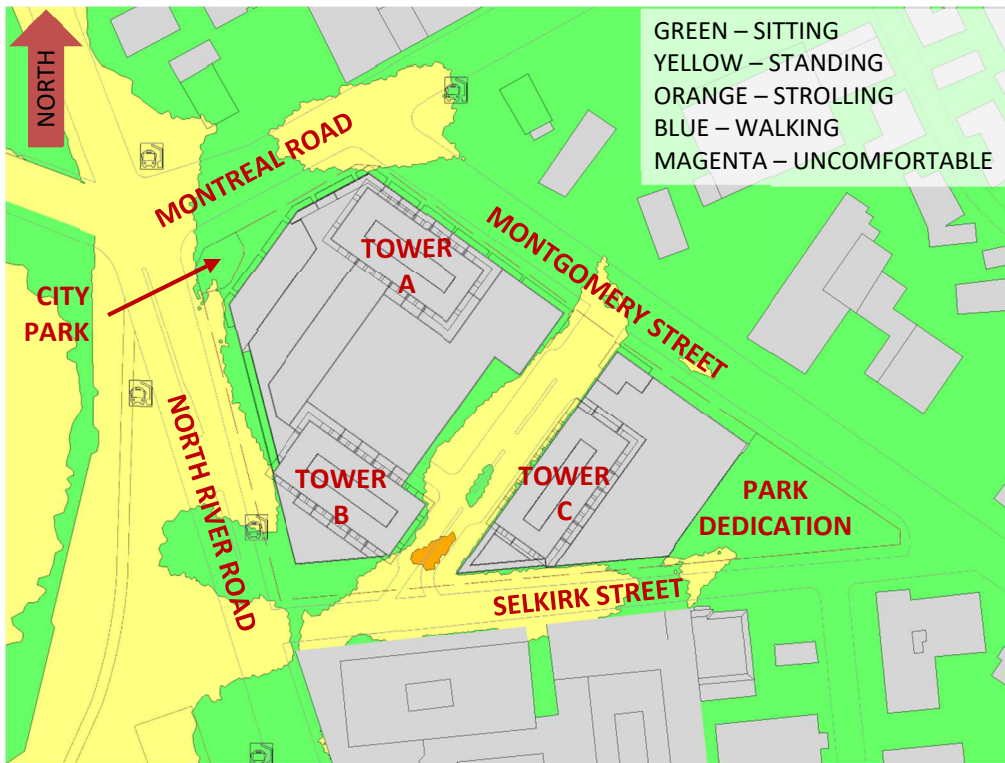 NORTH
GREEN – SITTING
YELLOW – STANDING
ORANGE – STROLLING
BLUE – WALKING
MAGENTA – UNCOMFORTABLE
MONTREAL ROAD
MONTGOMERY STREET
TOWER
A
CITY
PARK
NORTH RIVER ROAD
TOWER
B
TOWER
C
PARK
DEDICATION
SELKIRK STREET